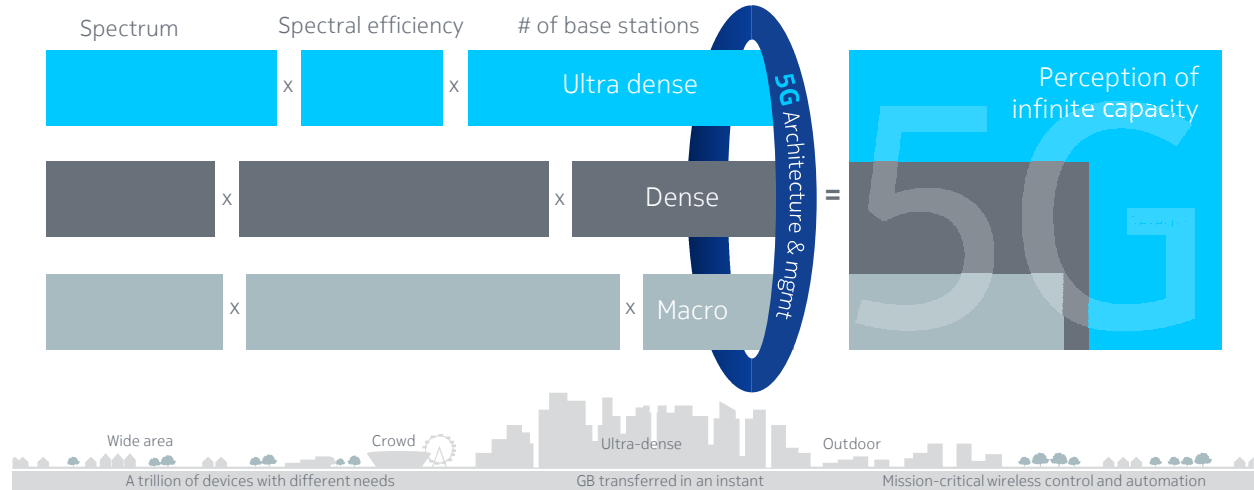 Spectrum
Spectral efficiency
# of base stations
x
x
Ultra dense
x
x
Dense
x
x
Macro
5G Architecture & mgmt
=
Perception of
infinite capacity
5G
Wide area
Crowd
Ultra-dense
Outdoor
A trillion of devices with different needs
GB transferred in an instant
Mission-critical wireless control and automation